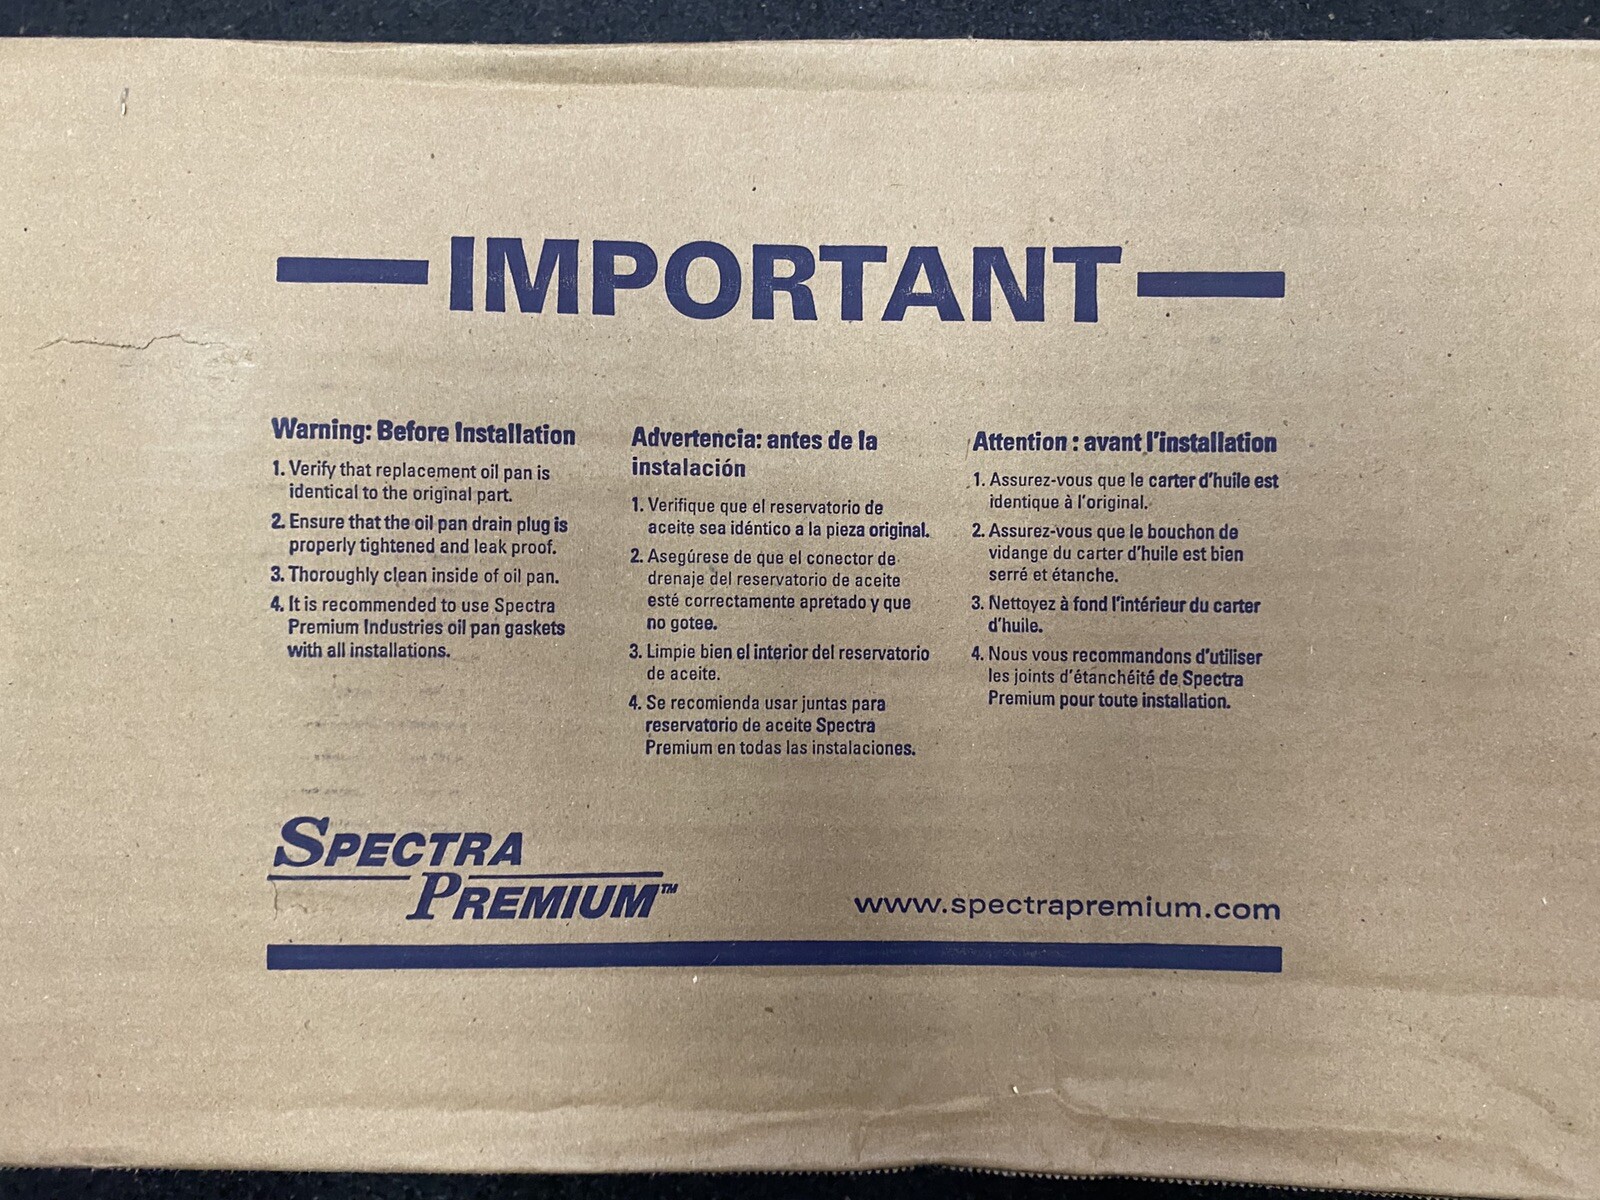 IMPORTANT
Warning: Before Installation
1. Verify that replacement oil pan is
identical to the original part.
2. Ensure that the oil pan drain plug is
properly tightened and leak proof.
3. Thoroughly clean inside of oil pan.
4. It is recommended to use Spectra
Premium Industries oil pan gaskets
with all installations.
Advertencia: antes de la
instalación
1. Verifique que el reservatorio de
aceite sea idéntico a la pieza original.
2. Asegúrese de que el conector de
drenaje del reservatorio de aceite
esté correctamente apretado y que
no gotee.
3. Limpie bien el interior del reservatorio
de aceite.
4. Se recomienda usar juntas para
reservatorio de aceite Spectra
Premium en todas las instalaciones.
Attention : avant l'installation
1. Assurez-vous que le carter d'huile est
identique à l'original.
2. Assurez-vous que le bouchon de
vidange du carter d'huile est bien
serré et étanche.
3. Nettoyez à fond l'intérieur du carter
d'huile.
4. Nous vous recommandons d'utiliser
les joints d'étanchéité de Spectra
Premium pour toute installation.
SPECTRA
PREMIUM™
www.spectrapremium.com